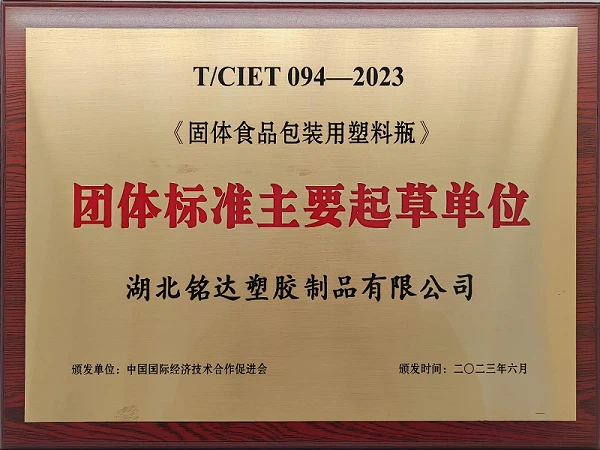 T/CIET 094—2023
《固体食品包装用塑料瓶》
团体标准主要起草单位
湖北铭达塑胶制品有限公司
颁发单位：中国国际经济技术合作促进会 颁发时间：二〇二三年六月